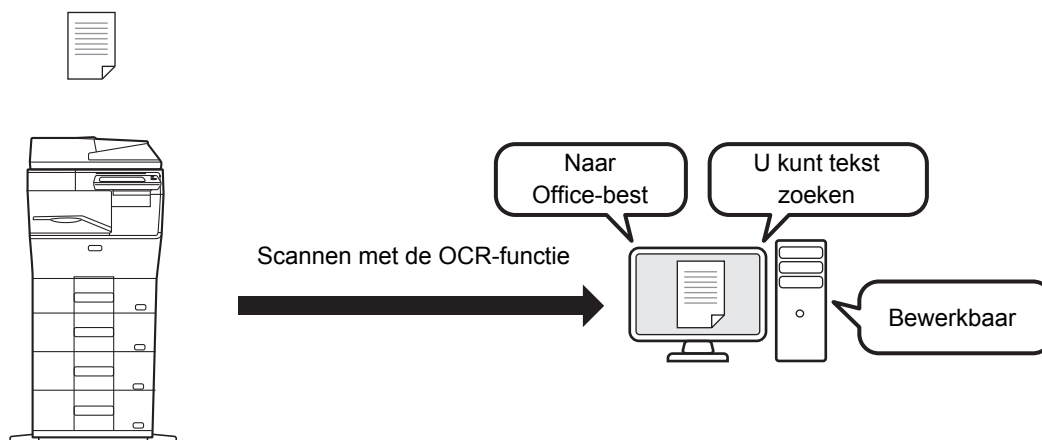 Naar
Office-best
U kunt tekst
zoeken
Scannen met de OCR-functie
Bewerkbaar